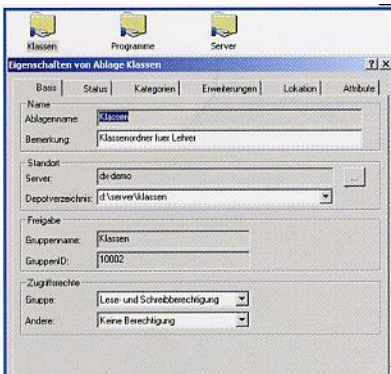 Klassen Programme Server
Eigenschaften von Ablage Klassen
Basis Status Kategorien Erweiterungen Lokation Attribute
Name
Ablagenname: Klassen
Bemerkung: Klassenordner fuer Lehrer
Standort
Server: dx-demo
...
Depotverzeichnis: d:\server\klassen
Freigabe
Gruppenname: Klassen
GruppenID: 10002
Zugriffsrechte
Gruppe: Lese- und Schreibberechtigung
Andere: Keine Berechtigung